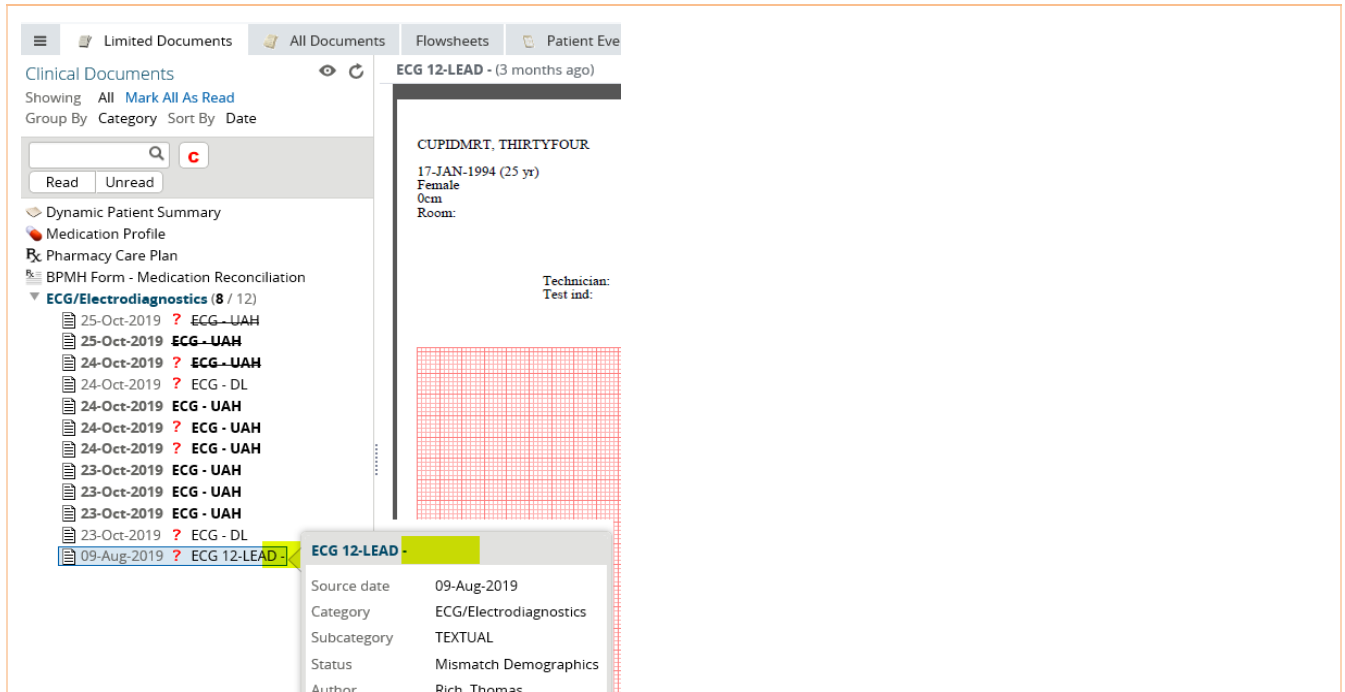 Limited Documents All Documents Flowsheets Patient Eve
Clinical Documents
Showing All Mark All As Read
Group By Category Sort By Date
C
Read Unread
Dynamic Patient Summary
Medication Profile
Rx Pharmacy Care Plan
BPMH Form - Medication Reconciliation
ECG/Electrodiagnostics (8 / 12)
25-Oct-2019 ? ECG - UAH
25-Oct-2019 ECG - UAH
24-Oct-2019 ? ECG - UAH
24-Oct-2019 ? ECG - DL
24-Oct-2019 ECG - UAH
24-Oct-2019 ? ECG - UAH
24-Oct-2019 ? ECG - UAH
23-Oct-2019 ECG - UAH
23-Oct-2019 ECG - UAH
23-Oct-2019 ECG - UAH
23-Oct-2019 ? ECG - DL
09-Aug-2019 ? ECG 12-LEAD -
ECG 12-LEAD - (3 months ago)
CUPIDMRT, THIRTYFOUR
17-JAN-1994 (25 yr)
Female
0cm
Room:
Technician:
Test ind:
ECG 12-LEAD -
Source date 09-Aug-2019
Category ECG/Electrodiagnostics
Subcategory TEXTUAL
Status Mismatch Demographics
Author Rich, Thomas